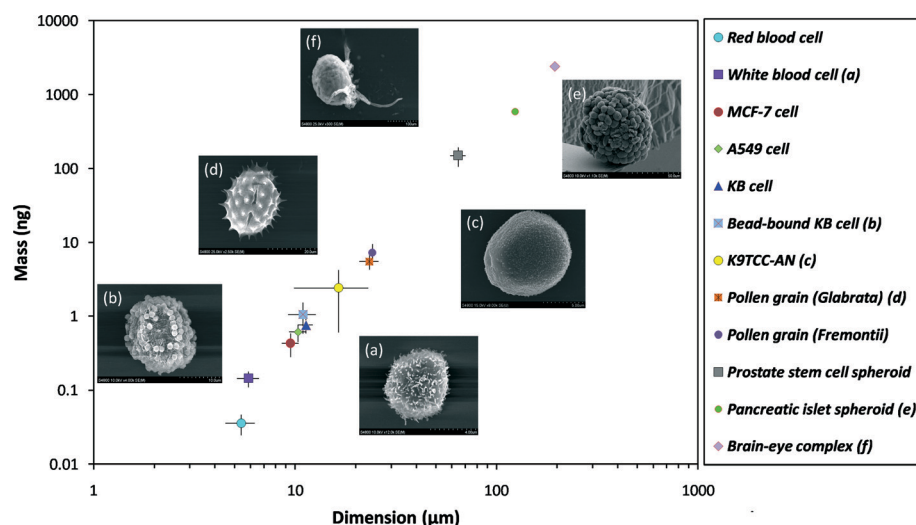 10000
1000
100
10
1
0.1
0.01
Mass (ng)
1
10
100
1000
Dimension (µm)
(f)
(d)
(b)
(a)
(c)
(e)
Red blood cell
White blood cell (a)
MCF-7 cell
A549 cell
KB cell
Bead-bound KB cell (b)
K9TCC-AN (c)
Pollen grain (Glabrata) (d)
Pollen grain (Fremontii)
Prostate stem cell spheroid
Pancreatic islet spheroid (e)
Brain-eye complex (f)